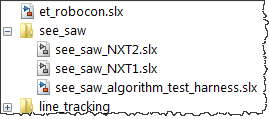 et_robocon.slx
see_saw
see_saw_NXT2.slx
see_saw_NXT1.slx
see_saw_algorithm_test_harness.slx
line_tracking